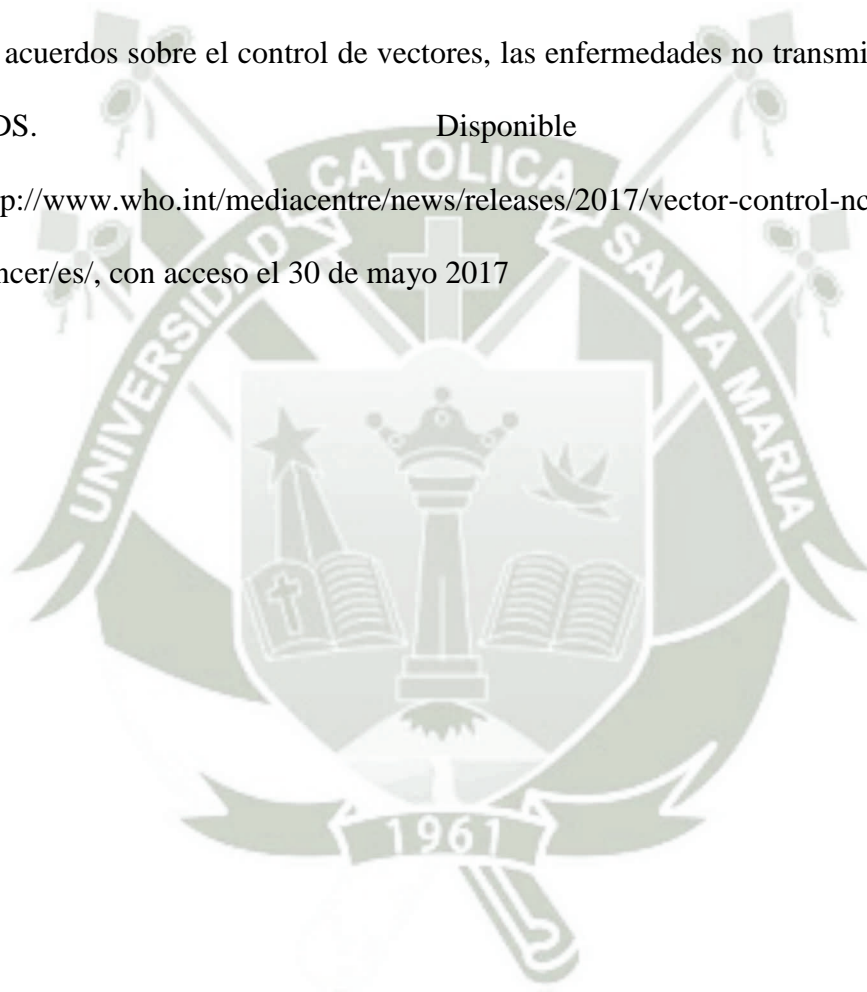 acuerdos sobre el control de vectores, las enfermedades no transmi
DS. Disponible
p://www.who.int/mediacentre/news/releases/2017/vector-control-nc
ncer/es/, con acceso el 30 de mayo 2017
UNIVERSIDAD CATOLICA SANTA MARIA
1961